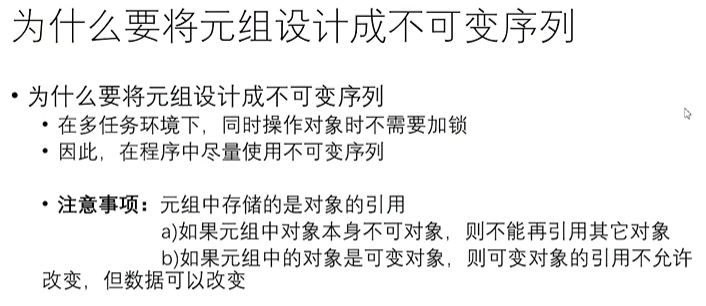 为什么要将元组设计成不可变序列
• 为什么要将元组设计成不可变序列
• 在多任务环境下，同时操作对象时不需要加锁
• 因此，在程序中尽量使用不可变序列
• 注意事项：元组中存储的是对象的引用
a)如果元组中对象本身不可对象，则不能再引用其它对象
b)如果元组中的对象是可变对象，则可变对象的引用不允许
改变，但数据可以改变